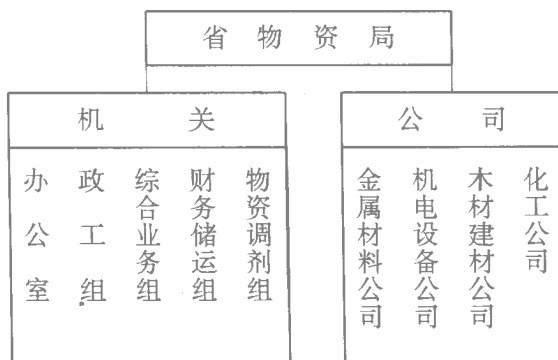 省物资局
机关
公司
办公室
政工组
综合业务组
财务储运组
物资调剂组
金属材料公司
机电设备公司
木材建材公司
化工公司